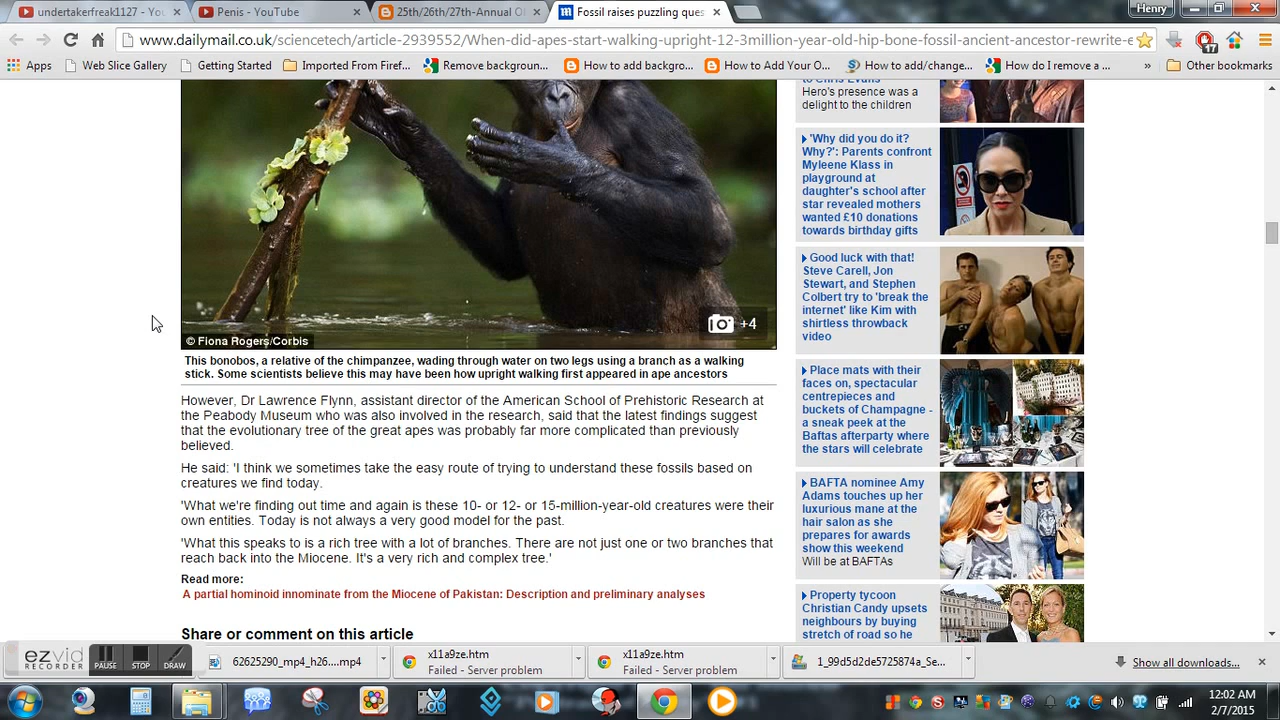 undertakerfreak1127 - You
Penis - YouTube
25th/26th/27th-Annual O
Fossil raises puzzling ques
Henry
www.dailymail.co.uk/sciencetech/article-2939552/When-did-apes-start-walking-upright-12-3million-year-old-hip-bone-fossil-ancient-ancestor-rewrite-e
17
Apps
Web Slice Gallery
Getting Started
Imported From Firef...
Remove backgroun...
How to add backgro...
How to Add Your O...
How to add/change...
How do I remove a ...
»
Other bookmarks
+4
© Fiona Rogers/Corbis
This bonobos, a relative of the chimpanzee, wading through water on two legs using a branch as a walking
stick. Some scientists believe this may have been how upright walking first appeared in ape ancestors
However, Dr Lawrence Flynn, assistant director of the American School of Prehistoric Research at
the Peabody Museum who was also involved in the research, said that the latest findings suggest
that the evolutionary tree of the great apes was probably far more complicated than previously
believed.
He said: 'I think we sometimes take the easy route of trying to understand these fossils based on
creatures we find today.
'What we're finding out time and again is these 10- or 12- or 15-million-year-old creatures were their
own entities. Today is not always a very good model for the past.
'What this speaks to is a rich tree with a lot of branches. There are not just one or two branches that
reach back into the Miocene. It's a very rich and complex tree.'
Read more:
A partial hominoid innominate from the Miocene of Pakistan: Description and preliminary analyses
Share or comment on this article
to Chris Evans
Hero's presence was a
delight to the children
'Why did you do it?
Why?': Parents confront
Myleene Klass in
playground at
daughter's school after
star revealed mothers
wanted £10 donations
towards birthday gifts
Good luck with that!
Steve Carell, Jon
Stewart, and Stephen
Colbert try to 'break the
internet' like Kim with
shirtless throwback
video
Place mats with their
faces on, spectacular
centrepieces and
buckets of Champagne -
a sneak peek at the
Baftas afterparty where
the stars will celebrate
BAFTA nominee Amy
Adams touches up her
luxurious mane at the
hair salon as she
prepares for awards
show this weekend
Will be at BAFTAs
Property tycoon
Christian Candy upsets
neighbours by buying
stretch of road so he
ezvid
RECORDER
PAUSE
STOP
DRAW
62625290_mp4_h26....mp4
x11a9ze.htm
Failed - Server problem
x11a9ze.htm
Failed - Server problem
1_99d5d2de5725874a_Se...
Show all downloads...
12:02 AM
2/7/2015